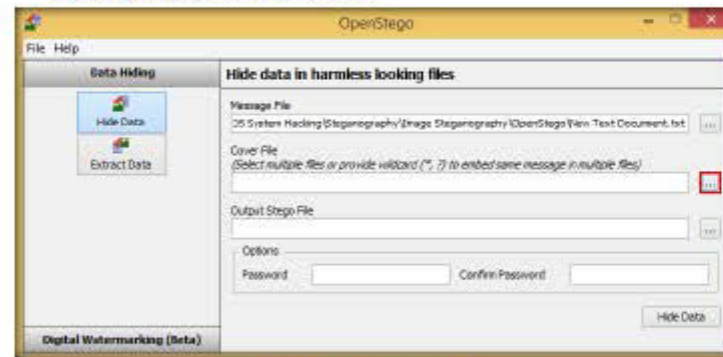 OpenStego
File Help
Data Hiding
Hide Data
Extract Data
Digital Watermarking (Beta)
Hide data in harmless looking files
Message File
05 System Hacking\Steganography\Image Steganography\OpenStego\New Text Document.txt
...
Cover File
(Select multiple files or provide wildcard (*, ?) to embed same message in multiple files)
...
Output Stego File
...
Options
Password
Confirm Password
Hide Data